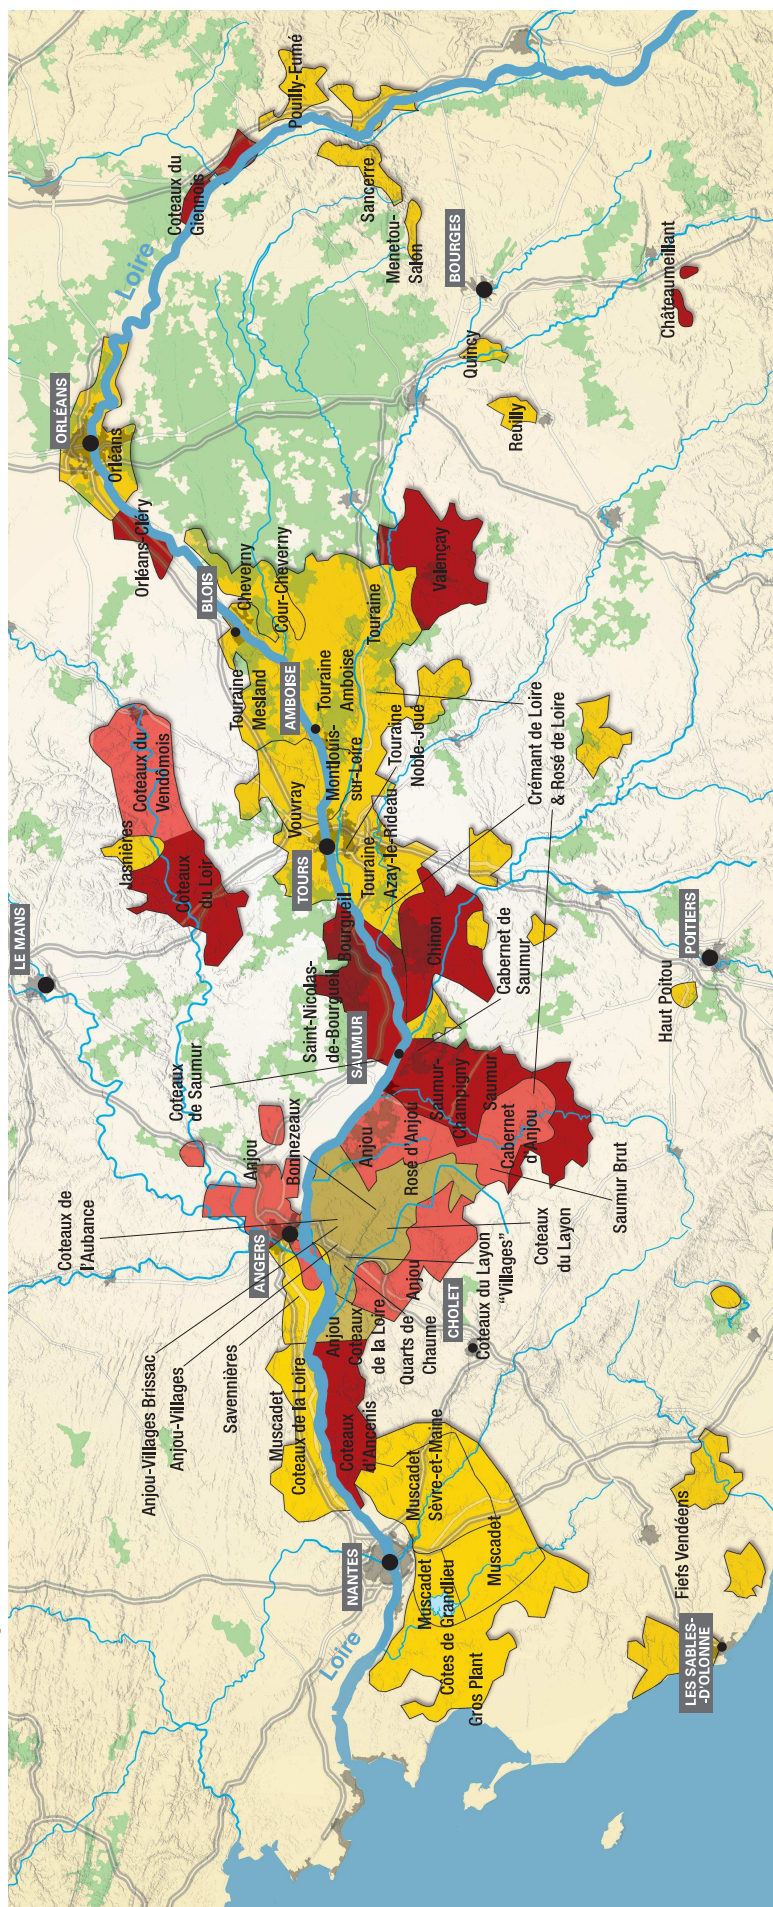 Pouilly-Fumé
Coteaux du
Giennois
Loire
Sancerre
Menetou-
Salon
BOURGES
Châteaumeillant
Quincy
Reuilly
ORLÉANS
Orléans
Orléans-Cléry
BLOIS
Cheverny
Cour-Cheverny
Valençay
Touraine
Touraine
Mesland
AMBOISE
Touraine
Amboise
Montlouis-
sur-Loire
Touraine
Noble-Joué
Crémant de Loire
& Rosé de Loire
Vouvray
TOURS
Touraine
Azay-le-Rideau
Coteaux du
Vendômois
Jasnières
Coteaux
du Loir
LE MANS
Bourgueil
Saint-Nicolas-
de-Bourgueil
Chinon
Cabernet de
Saumur
POITIERS
Haut Poitou
SAUMUR
Coteaux
de Saumur
Saumur-
Champigny
Saumur
Cabernet
d'Anjou
Saumur Brut
Anjou
Rosé d'Anjou
Anjou
Bonnezeaux
Coteaux de
l'Aubance
ANGERS
Coteaux
du Layon
Coteaux du Layon
“Villages”
Anjou
CHOLET
Quarts de
Chaume
Anjou
Coteaux
de la Loire
Savennières
Anjou-Villages Brissac
Anjou-Villages
Muscadet
Coteaux de la Loire
Coteaux
d'Ancenis
Muscadet
Sèvre-et-Maine
NANTES
Muscadet
Muscadet
Côtes de Grandlieu
Gros Plant
Loire
Fiefs Vendéens
LES SABLES-
-D'OLONNE